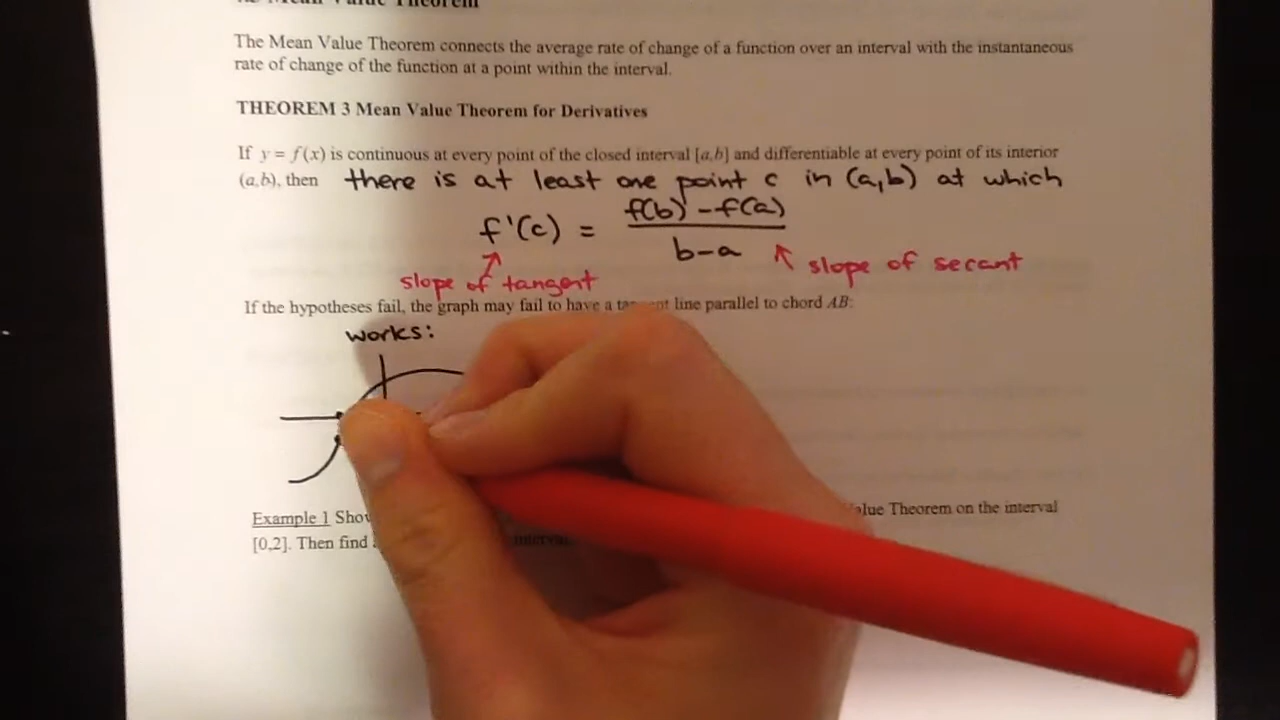 Mean Value Theorem
The Mean Value Theorem connects the average rate of change of a function over an interval with the instantaneous
rate of change of the function at a point within the interval.
THEOREM 3 Mean Value Theorem for Derivatives
If y = f(x) is continuous at every point of the closed interval [a,b] and differentiable at every point of its interior
(a,b), then there is at least one point c in (a,b) at which
f'(c) = f(b) - f(a)
b-a
slope of tangent
slope of secant
If the hypotheses fail, the graph may fail to have a tangent line parallel to chord AB:
works:
Example 1 Value Theorem on the interval
[0,2]. Then find interval.